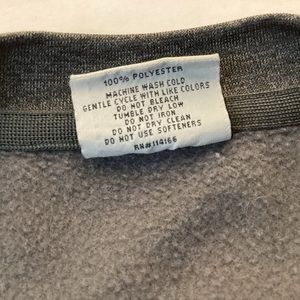 100% POLYESTER
MACHINE WASH COLD
GENTLE CYCLE WITH LIKE COLORS
DO NOT BLEACH
TUMBLE DRY LOW
DO NOT IRON
DO NOT DRY CLEAN
DO NOT USE SOFTENERS
RN#114166